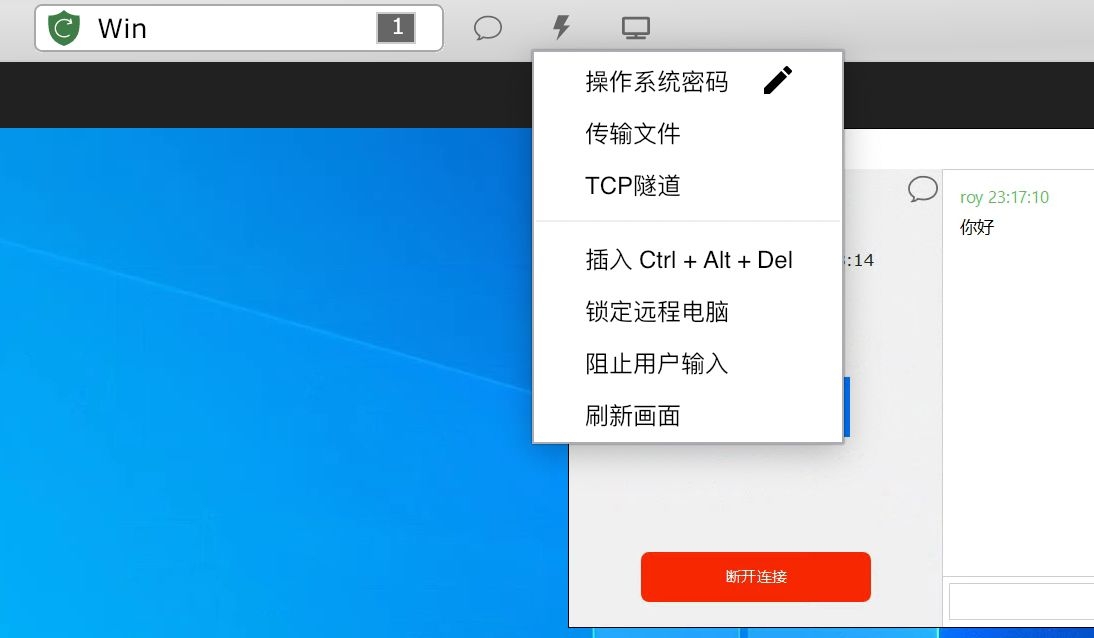 Win
1
操作系统密码
传输文件
TCP隧道
插入 Ctrl + Alt + Del
锁定远程电脑
阻止用户输入
刷新画面
:14
roy 23:17:10
你好
断开连接